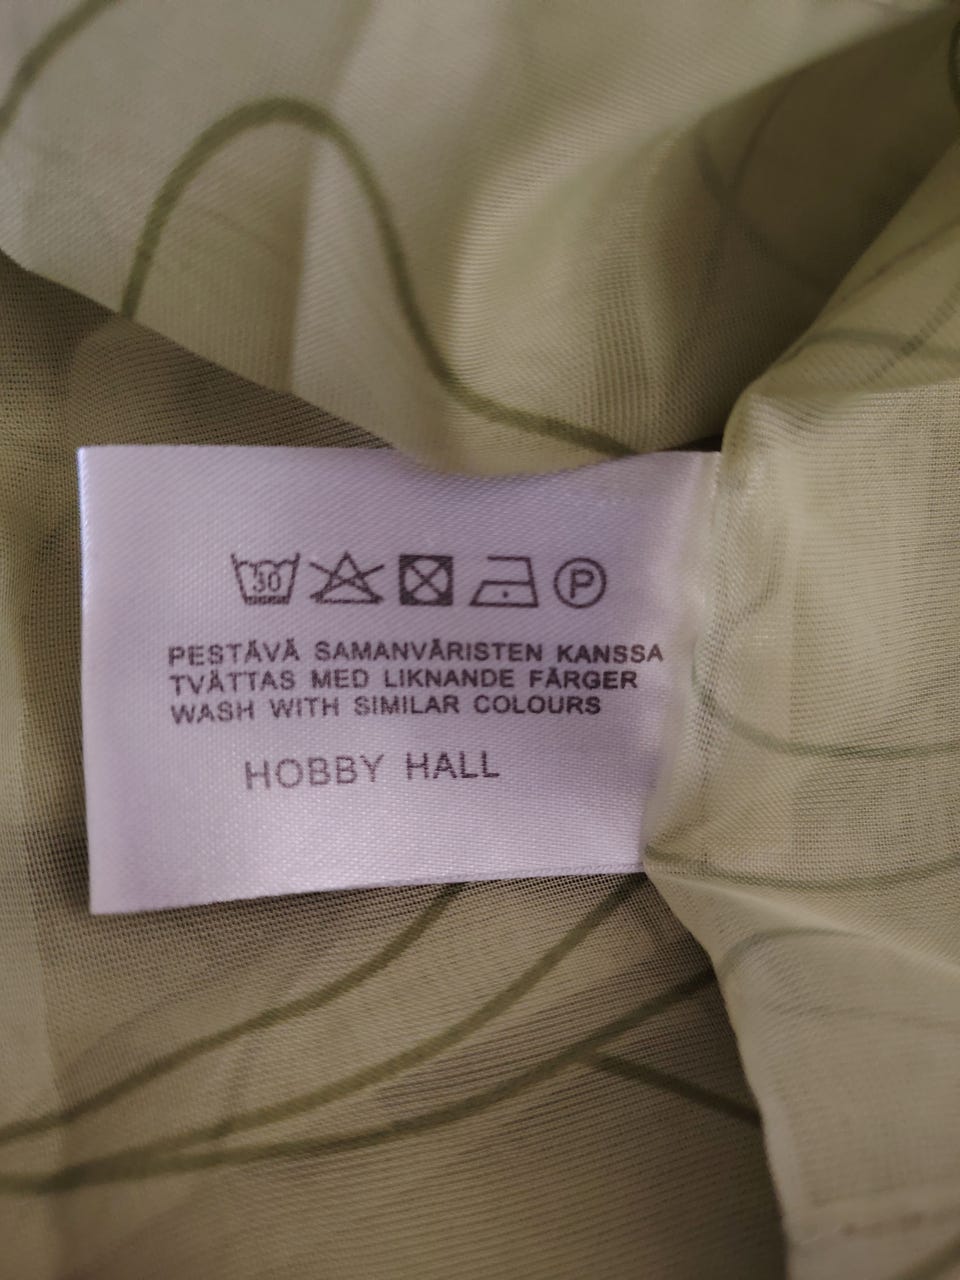 30 P
PESTÄVÄ SAMANVÄRISTEN KANSSA
TVÄTTAS MED LIKNANDE FÄRGER
WASH WITH SIMILAR COLOURS
HOBBY HALL